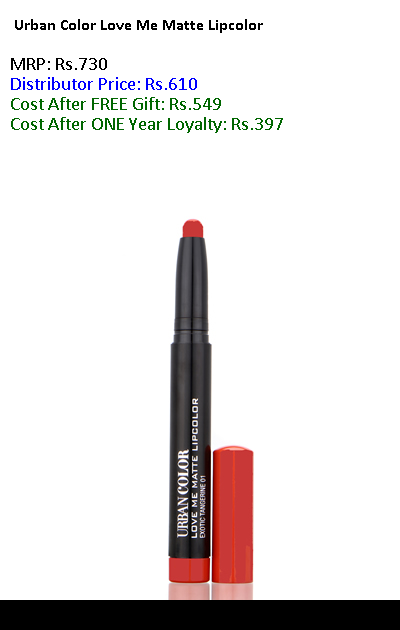 Urban Color Love Me Matte Lipcolor
MRP: Rs.730
Distributor Price: Rs.610
Cost After FREE Gift: Rs.549
Cost After ONE Year Loyalty: Rs.397
URBAN COLOR
LOVE ME MATTE LIPCOLOR
EXOTIC TANGERINE 01